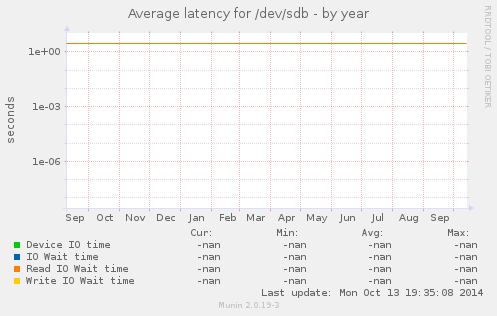 Average latency for /dev/sdb - by year
RRDTOOL / TOBI OETIKER
seconds
1e+00
1e-03
1e-06
Sep Oct Nov Dec Jan Feb Mar Apr May Jun Jul Aug Sep
Cur: Min: Avg: Max:
Device IO time -nan -nan -nan -nan
IO Wait time -nan -nan -nan -nan
Read IO Wait time -nan -nan -nan -nan
Write IO Wait time -nan -nan -nan -nan
Last update: Mon Oct 13 19:35:08 2014
Munin 2.0.19-3